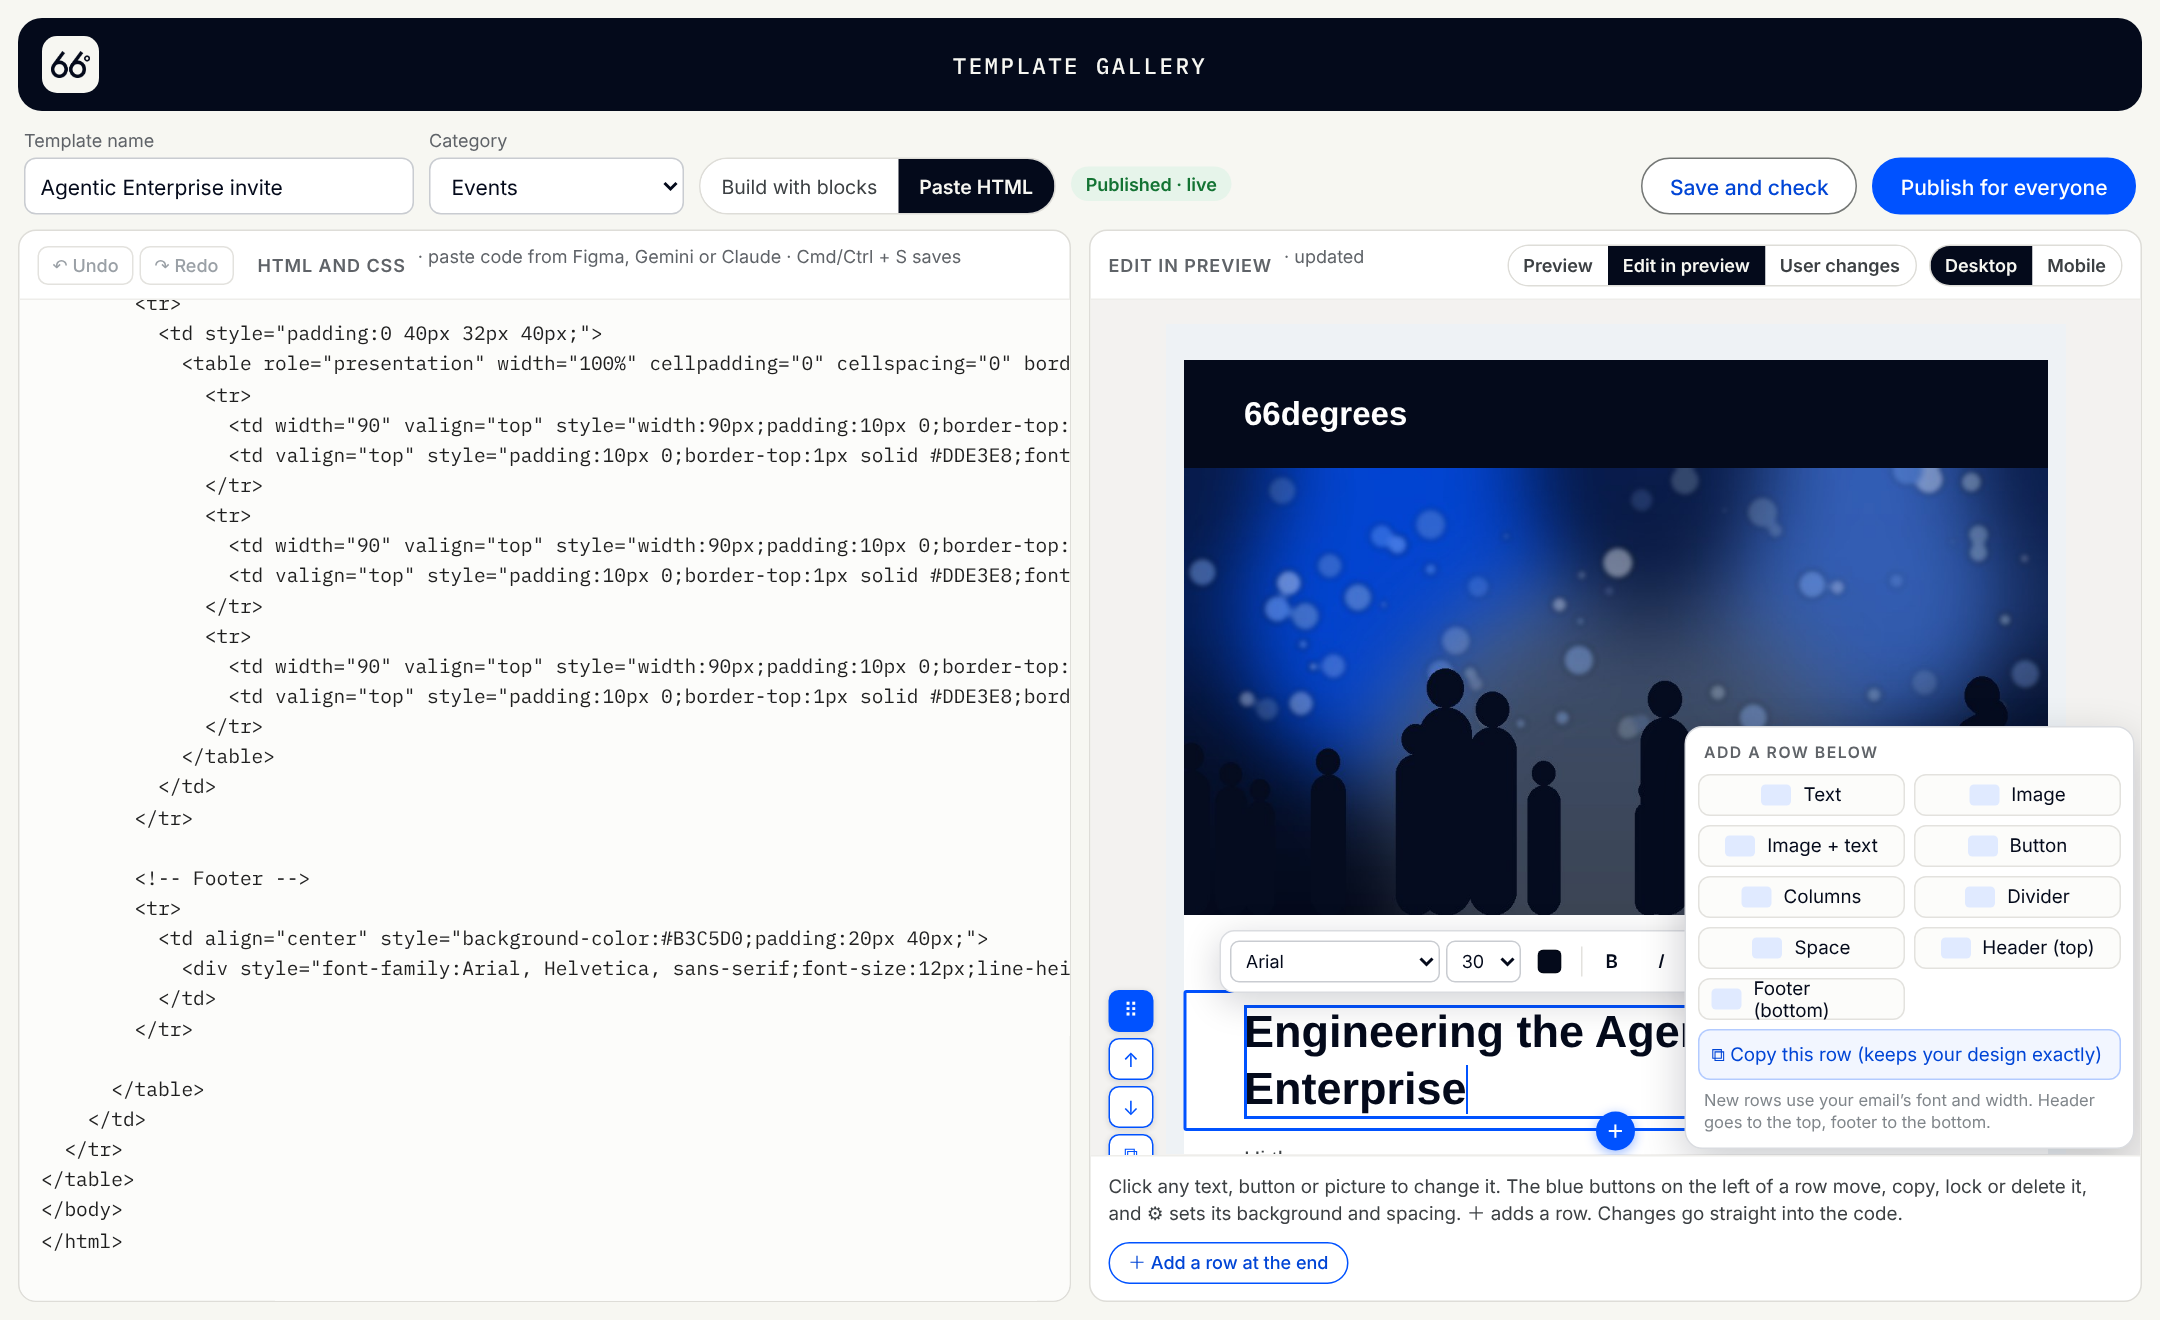 66°
TEMPLATE GALLERY
Template name
Category
Agentic Enterprise invite
Events
Build with blocks
Paste HTML
Published · live
Save and check
Publish for everyone
↶ Undo
↷ Redo
HTML AND CSS
· paste code from Figma, Gemini or Claude · Cmd/Ctrl + S saves
<tr>
<td style="padding:0 40px 32px 40px;">
<table role="presentation" width="100%" cellpadding="0" cellspacing="0" bord
<tr>
<td width="90" valign="top" style="width:90px;padding:10px 0;border-top:
<td valign="top" style="padding:10px 0;border-top:1px solid #DDE3E8;font
</tr>
<tr>
<td width="90" valign="top" style="width:90px;padding:10px 0;border-top:
<td valign="top" style="padding:10px 0;border-top:1px solid #DDE3E8;font
</tr>
<tr>
<td width="90" valign="top" style="width:90px;padding:10px 0;border-top:
<td valign="top" style="padding:10px 0;border-top:1px solid #DDE3E8;bord
</tr>
</table>
</td>
</tr>
<!-- Footer -->
<tr>
<td align="center" style="background-color:#B3C5D0;padding:20px 40px;">
<div style="font-family:Arial, Helvetica, sans-serif;font-size:12px;line-hei
</td>
</tr>
</table>
</td>
</tr>
</table>
</body>
</html>
EDIT IN PREVIEW
· updated
Preview
Edit in preview
User changes
Desktop
Mobile
66degrees
Arial
30
B
I
Engineering the Age
Enterprise
ADD A ROW BELOW
Text
Image
Image + text
Button
Columns
Divider
Space
Header (top)
Footer
(bottom)
Copy this row (keeps your design exactly)
New rows use your email's font and width. Header
goes to the top, footer to the bottom.
Click any text, button or picture to change it. The blue buttons on the left of a row move, copy, lock or delete it,
and ⚙ sets its background and spacing. + adds a row. Changes go straight into the code.
+ Add a row at the end